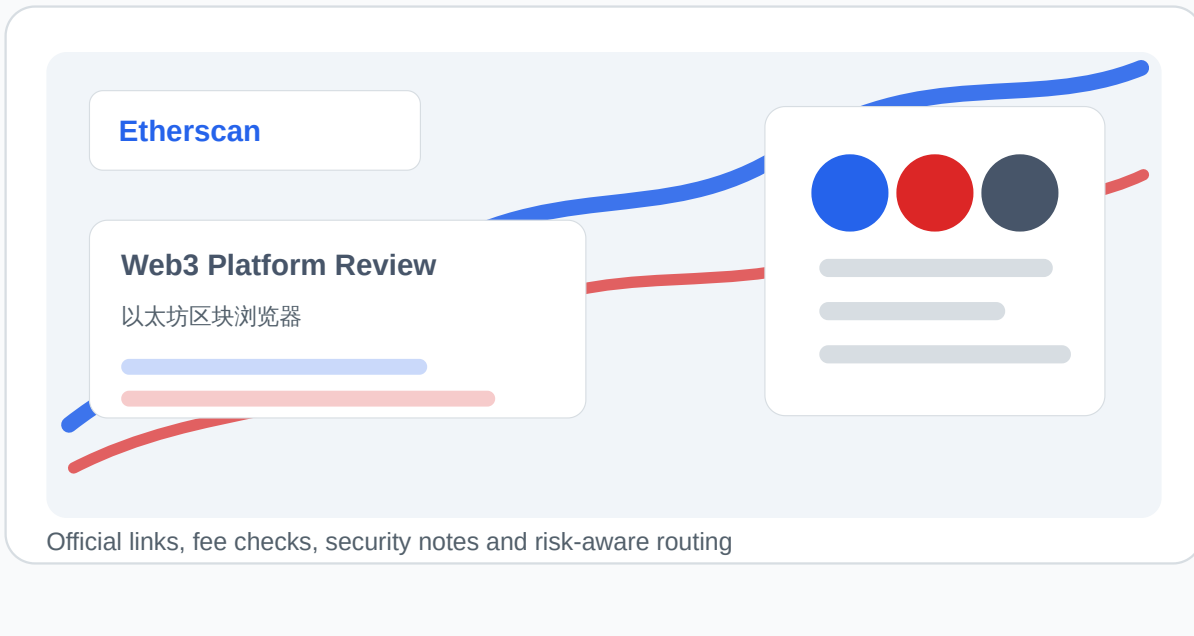 Etherscan
Web3 Platform Review
以太坊区块浏览器
Official links, fee checks, security notes and risk-aware routing